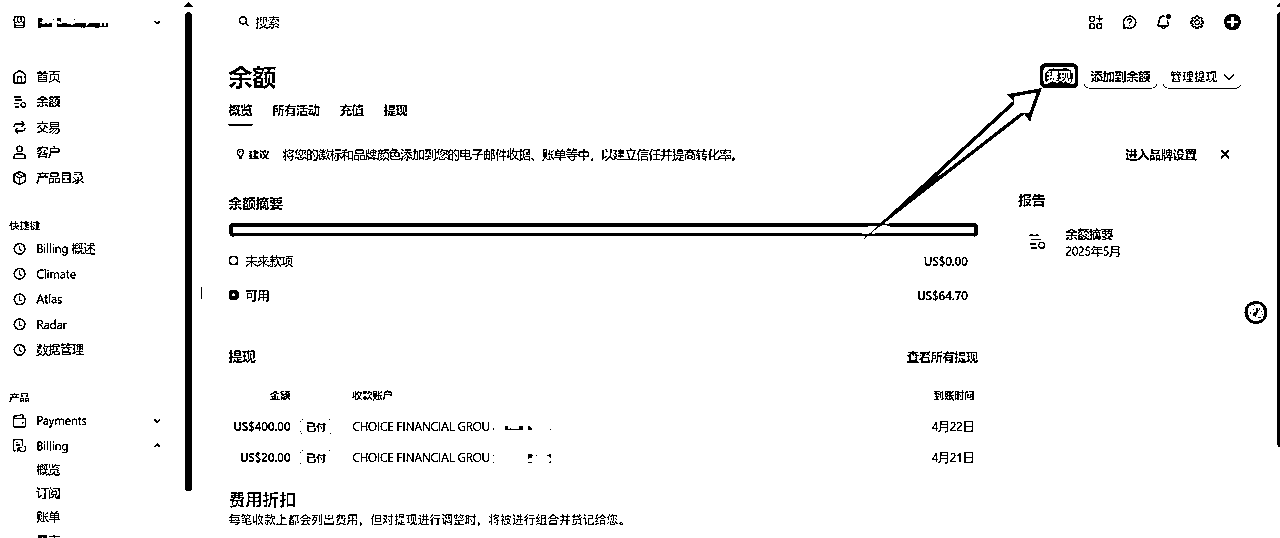 搜索
首页
余额
交易
客户
产品目录
快捷键
Billing 概述
Climate
Atlas
Radar
数据管理
产品
Payments
Billing
概览
订阅
账单
余额
提现
添加到余额
管理提现
概览 所有活动 充值 提现
建议 将您的徽标和品牌颜色添加到您的电子邮件收据、账单等中，以建立信任并提高转化率。
进入品牌设置
余额摘要
未来款项 US$0.00
可用 US$64.70
报告
余额摘要
2025年5月
提现 查看所有提现
金额 收款账户 到账时间
US$400.00 已付 CHOICE FINANCIAL GROU 4月22日
US$20.00 已付 CHOICE FINANCIAL GROU 4月21日
费用折扣
每笔收款上都会列出费用，但对提现进行调整时，将被进行组合并贷记给您。